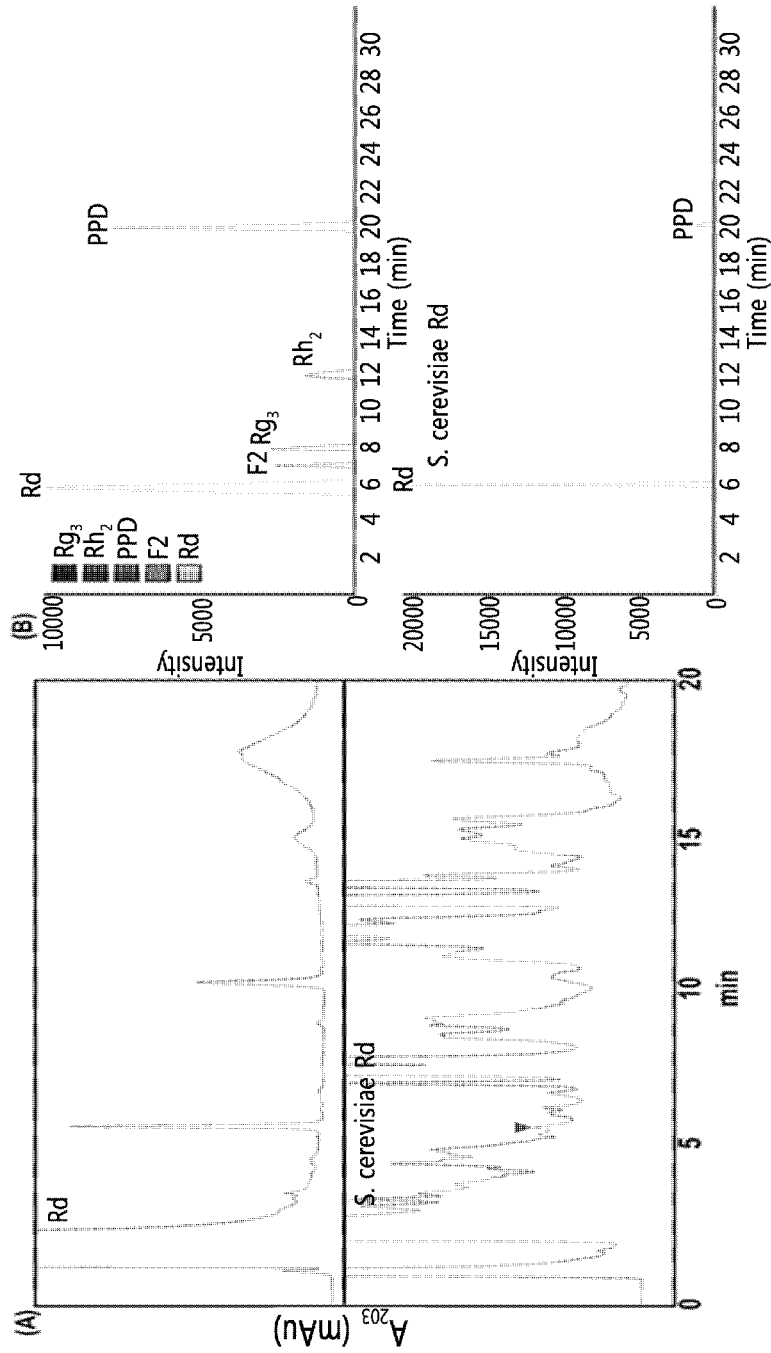 (A)
Rd
S. cerevisiae Rd
A203 (mAu)
0
5
10
15
20
min
(B)
Rg3
Rh2
PPD
F2
Rd
10000
5000
0
Intensity
Rd
F2
Rg3
Rh2
PPD
2 4 6 8 10 12 14 16 18 20 22 24 26 28 30
Time (min)
S. cerevisiae Rd
20000
15000
10000
5000
0
Intensity
Rd
PPD
2 4 6 8 10 12 14 16 18 20 22 24 26 28 30
Time (min)